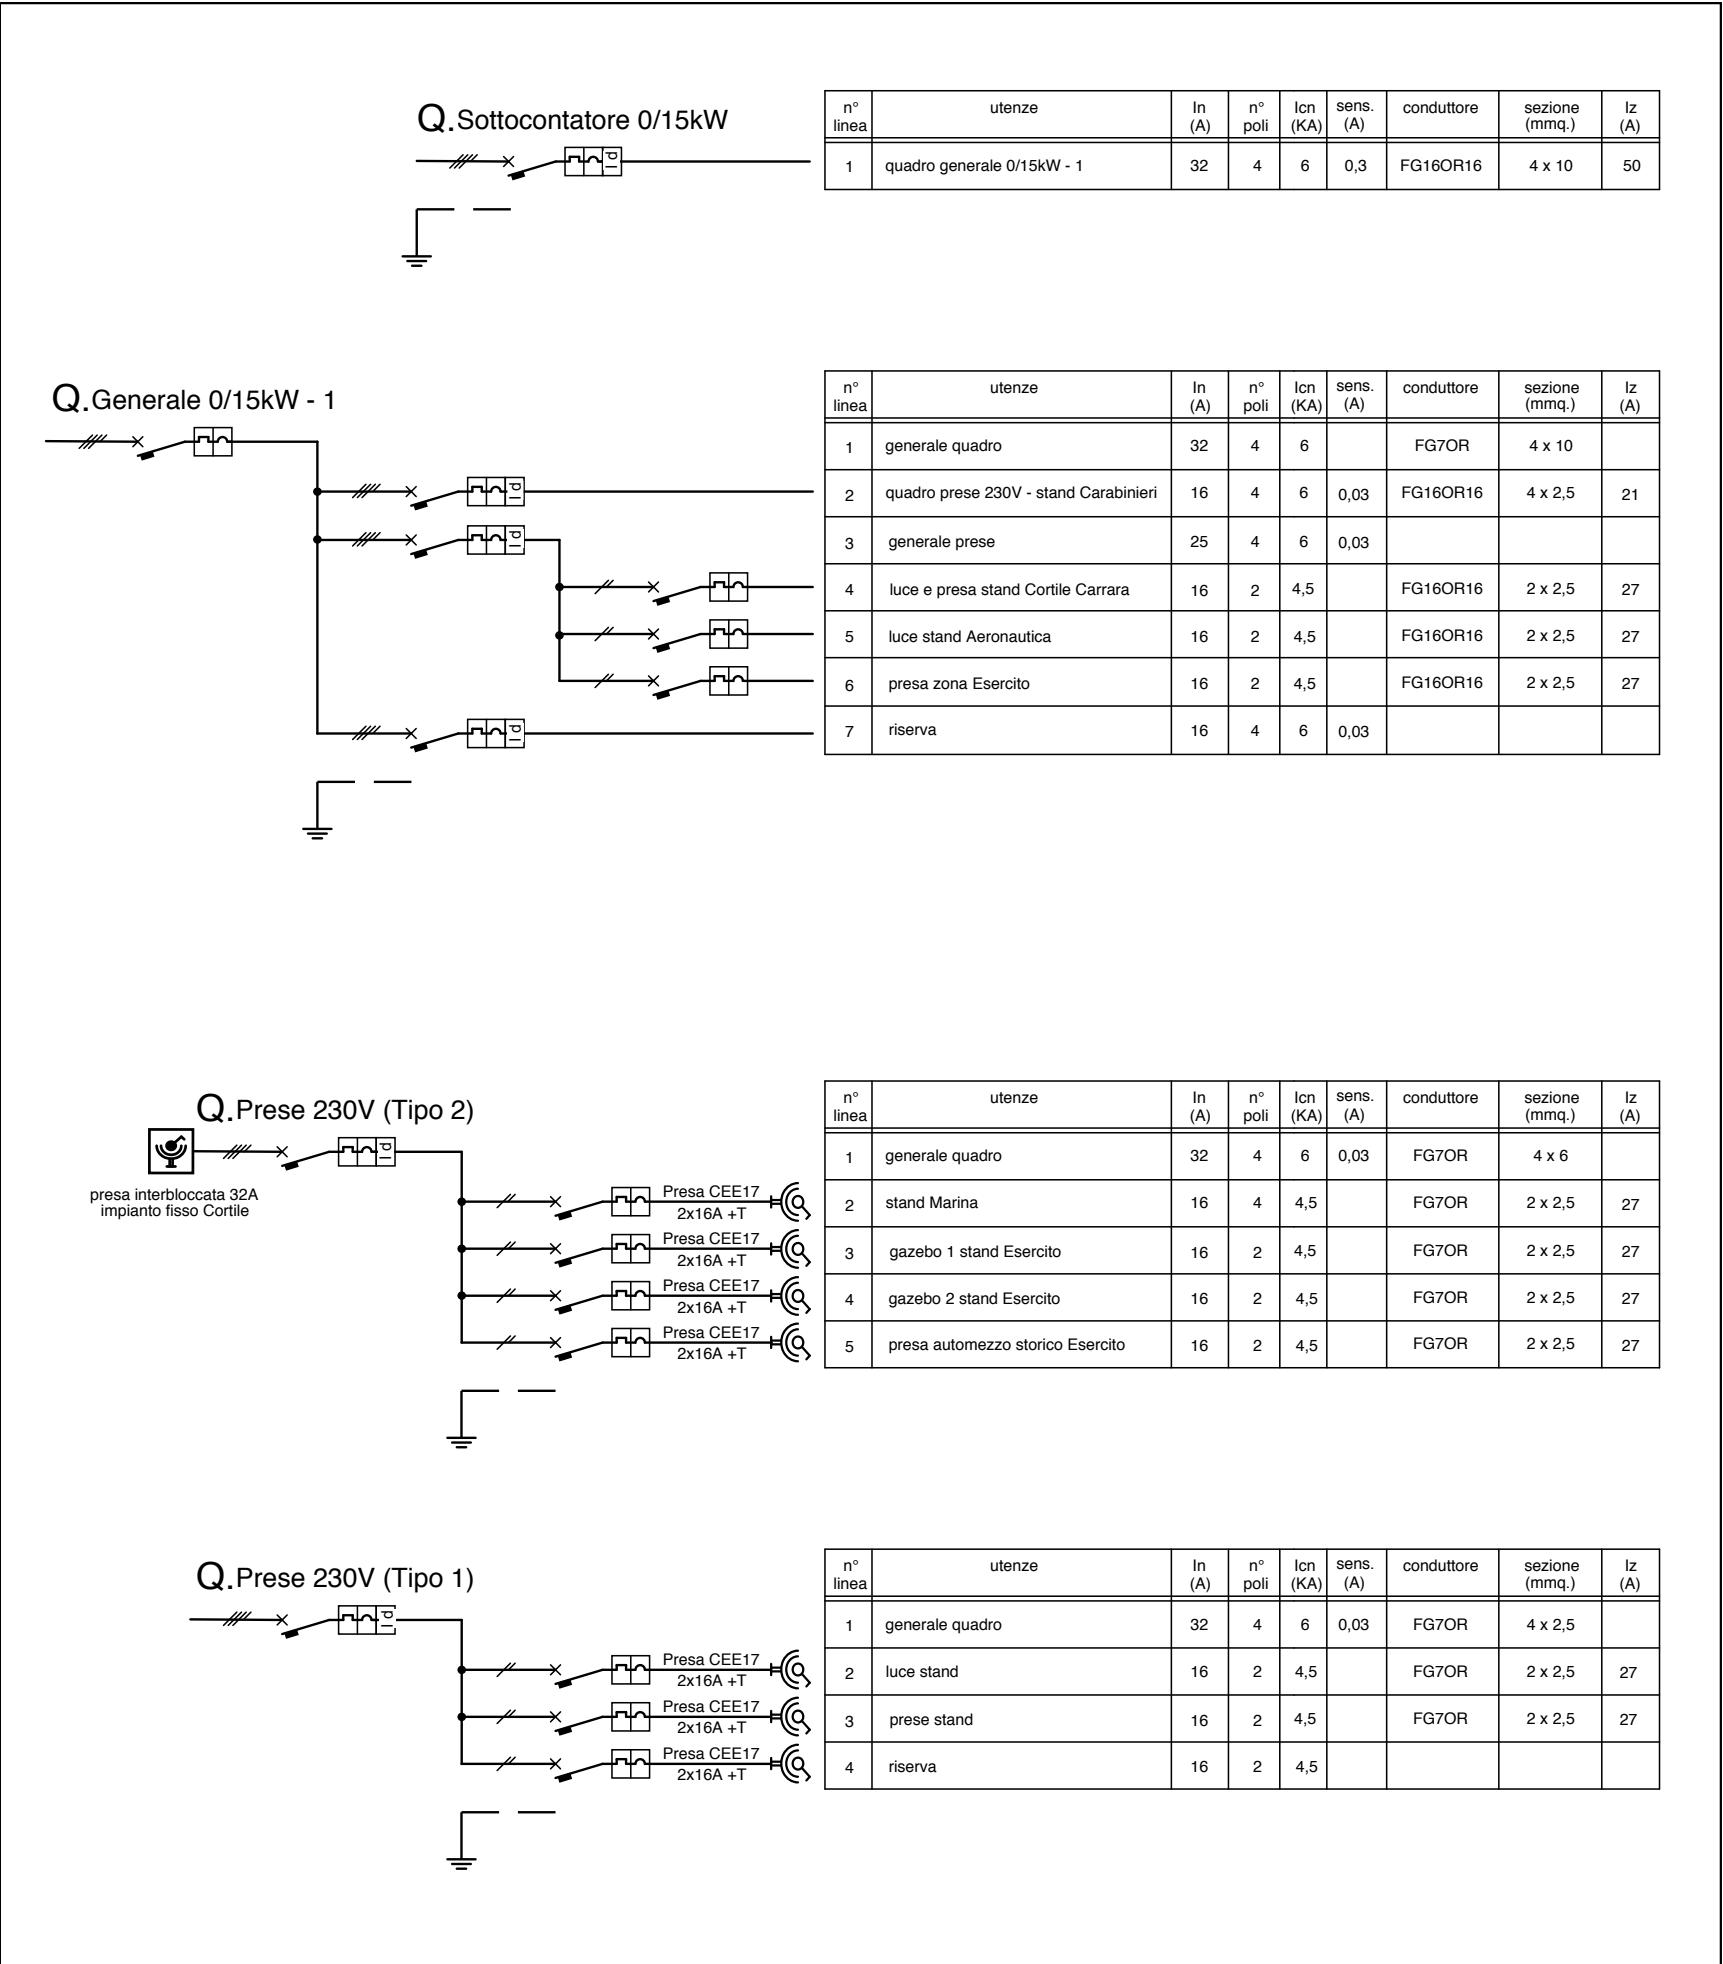 Q.Sottocontatore 0/15kW
n° linea utenze In (A) n° poli Icn (KA) sens. (A) conduttore sezione (mmq.) Iz (A)
1 quadro generale 0/15kW - 1 32 4 6 0,3 FG16OR16 4 x 10 50
Id
Q.Generale 0/15kW - 1
n° linea utenze In (A) n° poli Icn (KA) sens. (A) conduttore sezione (mmq.) Iz (A)
1 generale quadro 32 4 6 FG7OR 4 x 10
Id
2 quadro prese 230V - stand Carabinieri 16 4 6 0,03 FG16OR16 4 x 2,5 21
Id
3 generale prese 25 4 6 0,03
4 luce e presa stand Cortile Carrara 16 2 4,5 FG16OR16 2 x 2,5 27
5 luce stand Aeronautica 16 2 4,5 FG16OR16 2 x 2,5 27
6 presa zona Esercito 16 2 4,5 FG16OR16 2 x 2,5 27
Id
7 riserva 16 4 6 0,03
Q.Prese 230V (Tipo 2)
n° linea utenze In (A) n° poli Icn (KA) sens. (A) conduttore sezione (mmq.) Iz (A)
Id
presa interbloccata 32A
impianto fisso Cortile
1 generale quadro 32 4 6 0,03 FG7OR 4 x 6
Presa CEE17
2x16A +T
2 stand Marina 16 4 4,5 FG7OR 2 x 2,5 27
Presa CEE17
2x16A +T
3 gazebo 1 stand Esercito 16 2 4,5 FG7OR 2 x 2,5 27
Presa CEE17
2x16A +T
4 gazebo 2 stand Esercito 16 2 4,5 FG7OR 2 x 2,5 27
Presa CEE17
2x16A +T
5 presa automezzo storico Esercito 16 2 4,5 FG7OR 2 x 2,5 27
Q.Prese 230V (Tipo 1)
n° linea utenze In (A) n° poli Icn (KA) sens. (A) conduttore sezione (mmq.) Iz (A)
Id
1 generale quadro 32 4 6 0,03 FG7OR 4 x 2,5
Presa CEE17
2x16A +T
2 luce stand 16 2 4,5 FG7OR 2 x 2,5 27
Presa CEE17
2x16A +T
3 prese stand 16 2 4,5 FG7OR 2 x 2,5 27
Presa CEE17
2x16A +T
4 riserva 16 2 4,5